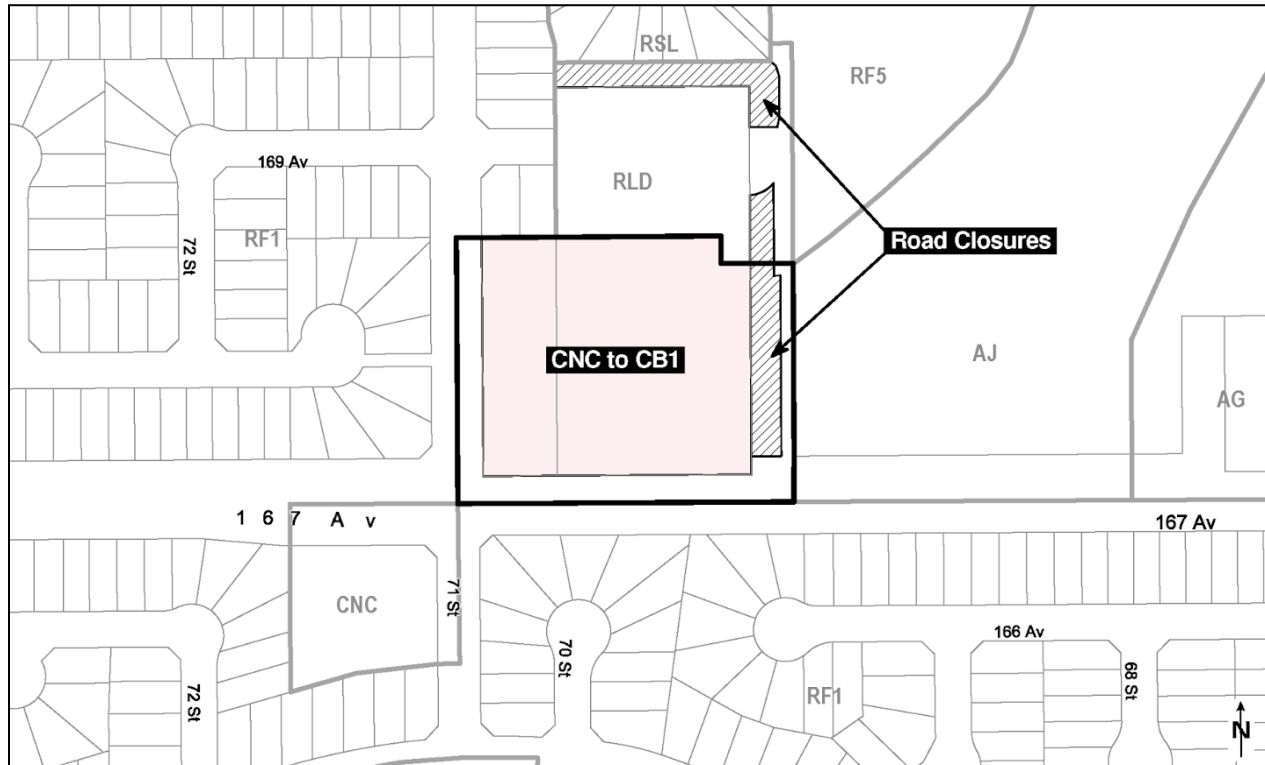 RSL
RF5
169 Av
RLD
RF1
72 St
Road Closures
CNC to CB1
AJ
AG
1 6 7 A v
167 Av
CNC
71 St
70 St
166 Av
72 St
RF1
68 St
N